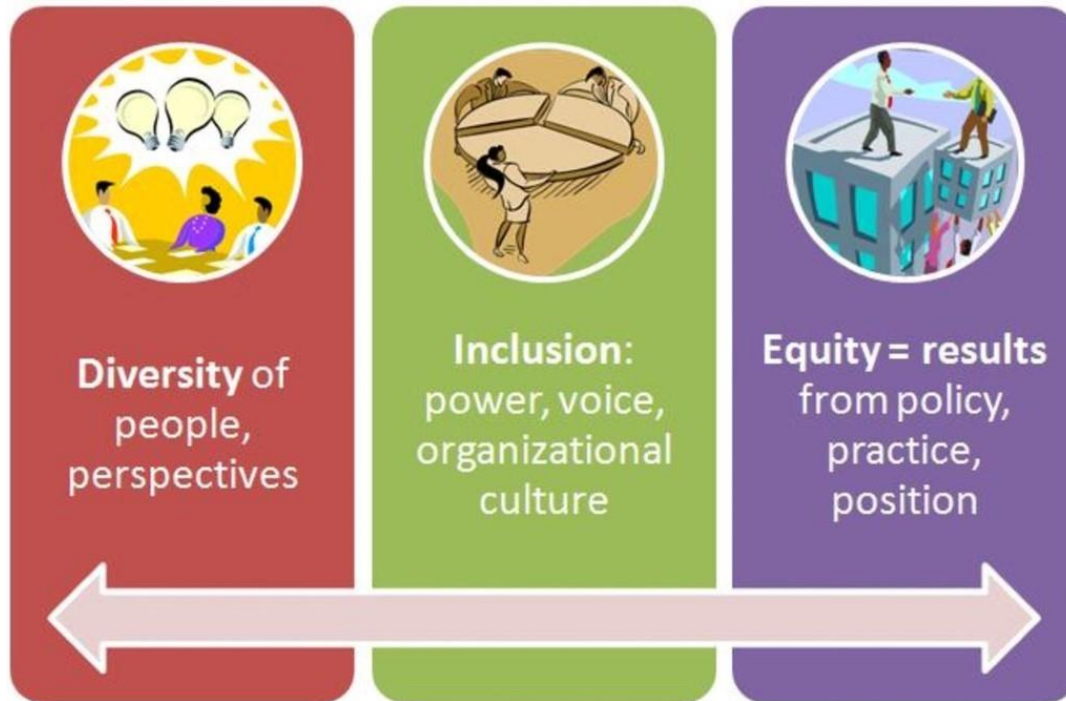 Diversity of
people,
perspectives
Inclusion:
power, voice,
organizational
culture
Equity = results
from policy,
practice,
position